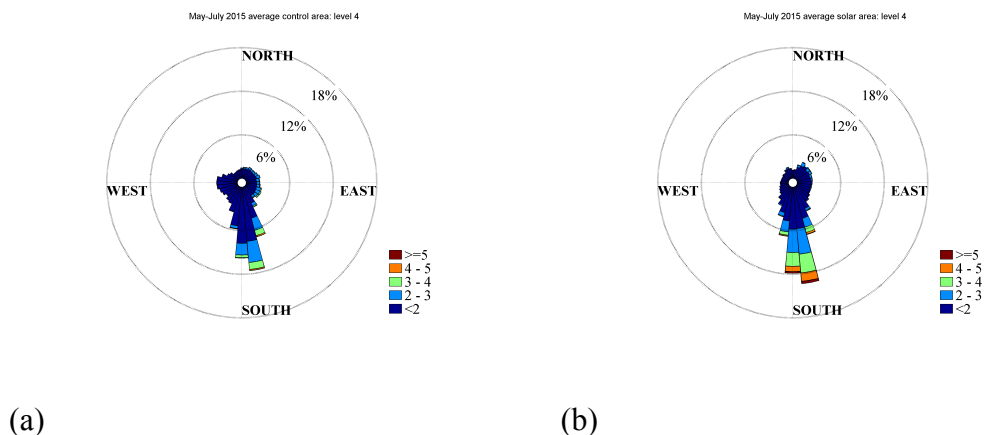 May-July 2015 average control area: level 4
NORTH
18%
12%
6%
WEST
EAST
SOUTH
>=5
4 - 5
3 - 4
2 - 3
<2
(a)
May-July 2015 average solar area: level 4
NORTH
18%
12%
6%
WEST
EAST
SOUTH
>=5
4 - 5
3 - 4
2 - 3
<2
(b)